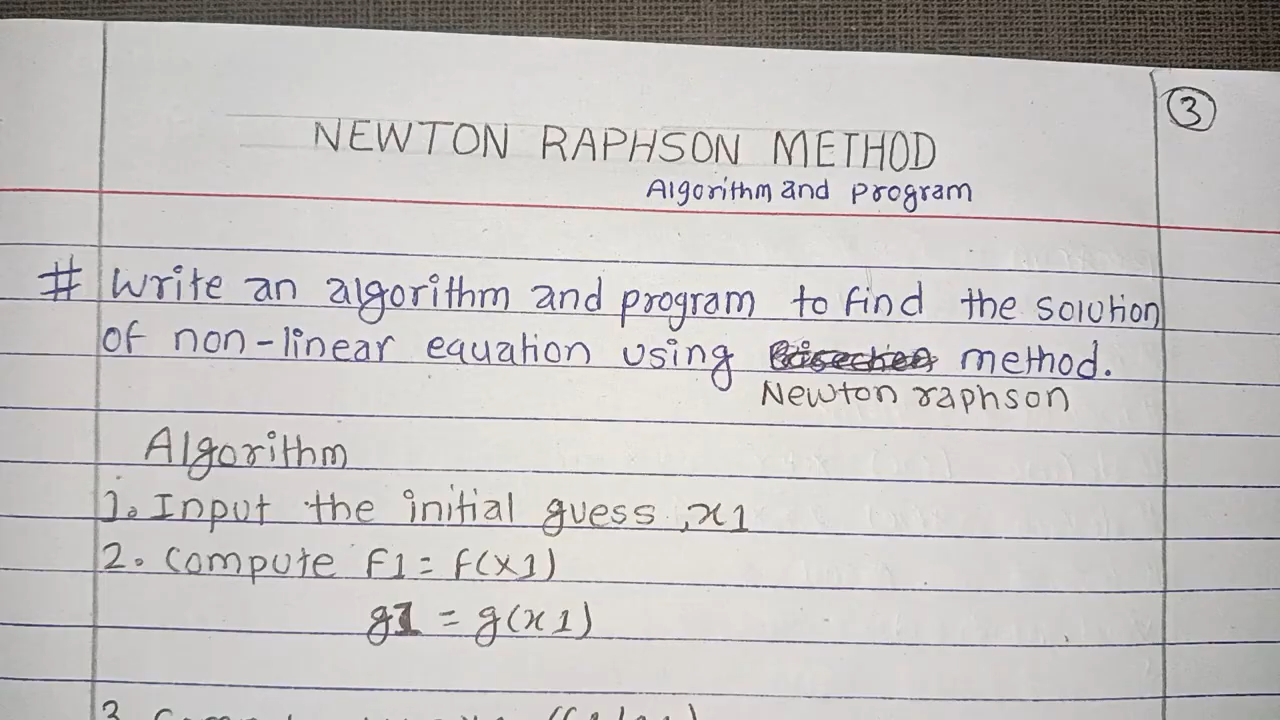 3
NEWTON RAPHSON METHOD
Algorithm and program
# Write an algorithm and program to find the solution
of non-linear equation using method.
Newton raphson
Algorithm
1. Input the initial guess, x1
2. Compute F1 = f(x1)
g1 = g(x1)
3